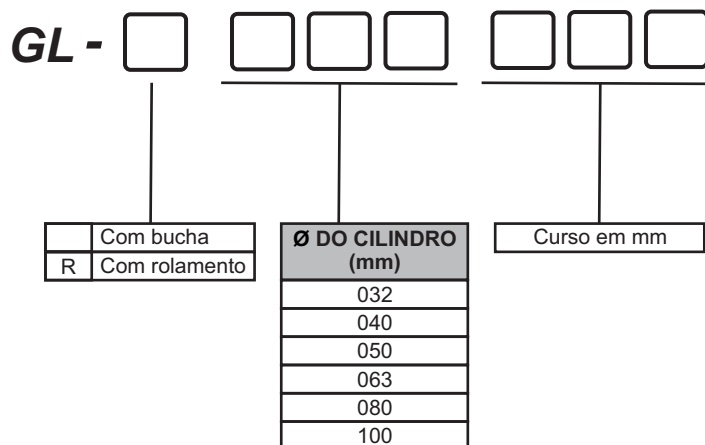 GL -
Com bucha
R Com rolamento
Ø DO CILINDRO
(mm)
032
040
050
063
080
100
Curso em mm